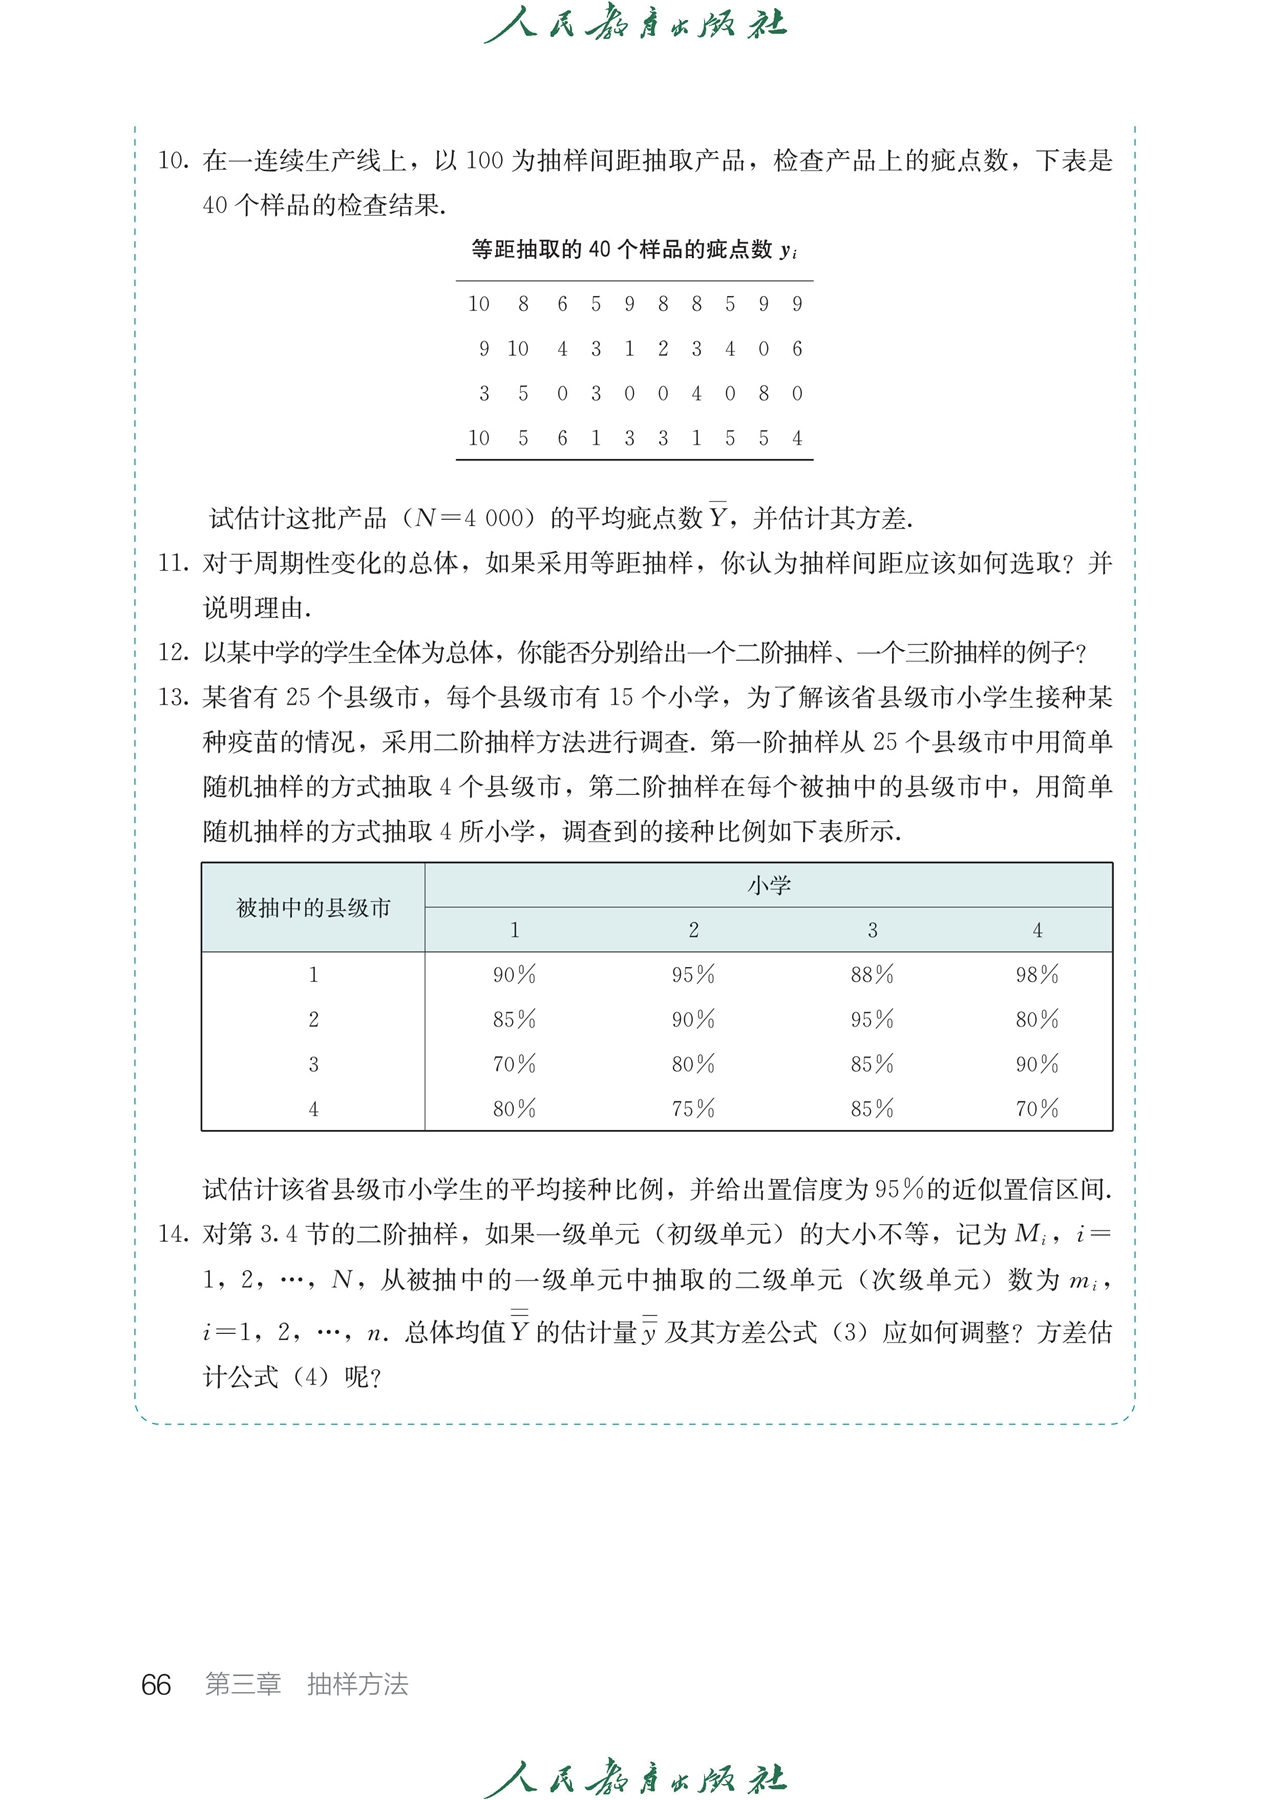 人民教育出版社
10. 在一连续生产线上，以 100 为抽样间距抽取产品，检查产品上的疵点数，下表是
40 个样品的检查结果.
等距抽取的 40 个样品的疵点数 yᵢ
10 8 6 5 9 8 8 5 9 9
9 10 4 3 1 2 3 4 0 6
3 5 0 3 0 0 4 0 8 0
10 5 6 1 3 3 1 5 5 4
试估计这批产品（N＝4 000）的平均疵点数 Y̅，并估计其方差.
11. 对于周期性变化的总体，如果采用等距抽样，你认为抽样间距应该如何选取？并
说明理由.
12. 以某中学的学生全体为总体，你能否分别给出一个二阶抽样、一个三阶抽样的例子？
13. 某省有 25 个县级市，每个县级市有 15 个小学，为了解该省县级市小学生接种某
种疫苗的情况，采用二阶抽样方法进行调查. 第一阶抽样从 25 个县级市中用简单
随机抽样的方式抽取 4 个县级市，第二阶抽样在每个被抽中的县级市中，用简单
随机抽样的方式抽取 4 所小学，调查到的接种比例如下表所示.
被抽中的县级市 小学
1 2 3 4
1 90% 95% 88% 98%
2 85% 90% 95% 80%
3 70% 80% 85% 90%
4 80% 75% 85% 70%
试估计该省县级市小学生的平均接种比例，并给出置信度为 95%的近似置信区间.
14. 对第 3.4 节的二阶抽样，如果一级单元（初级单元）的大小不等，记为 Mᵢ，i＝
1，2，…，N，从被抽中的一级单元中抽取的二级单元（次级单元）数为 mᵢ，
i＝1，2，…，n. 总体均值 Y̿ 的估计量 y̿ 及其方差公式（3）应如何调整？方差估
计公式（4）呢？
66 第三章 抽样方法
人民教育出版社